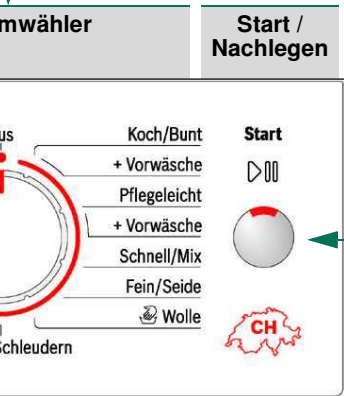 mwähler
Start /
Nachlegen
us
Koch/Bunt
+ Vorwäsche
Pflegeleicht
+ Vorwäsche
Schnell/Mix
Fein/Seide
Wolle
Schleudern
Start
CH